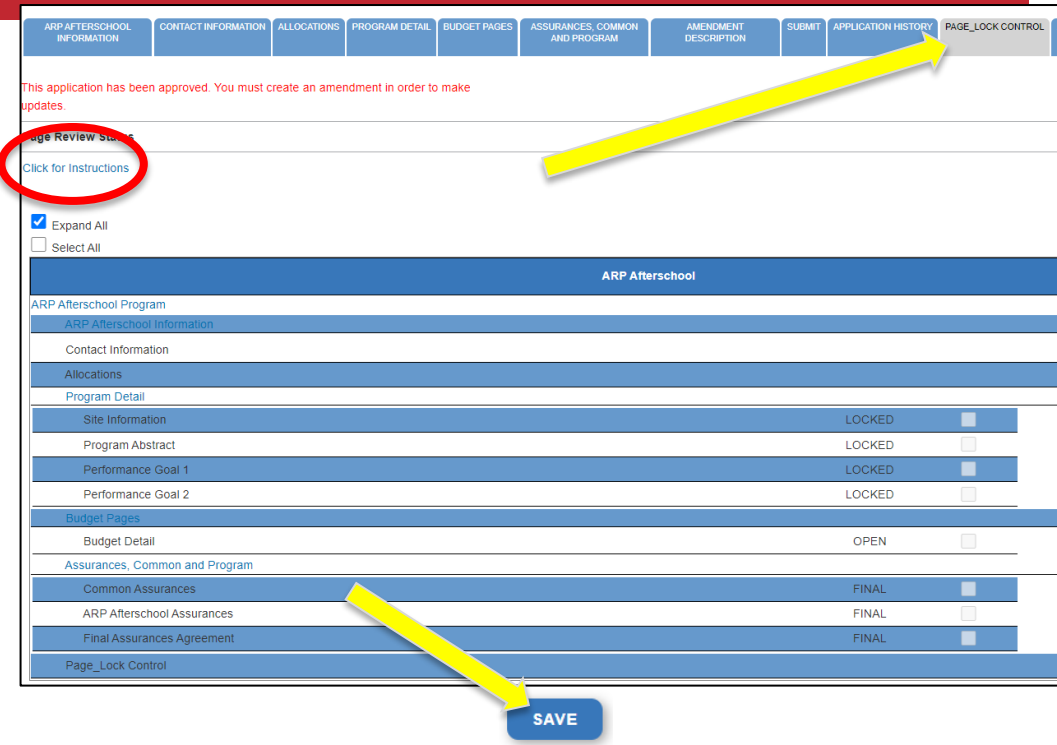 ARP AFTERSCHOOL INFORMATION
CONTACT INFORMATION
ALLOCATIONS
PROGRAM DETAIL
BUDGET PAGES
ASSURANCES, COMMON AND PROGRAM
AMENDMENT DESCRIPTION
SUBMIT
APPLICATION HISTORY
PAGE_LOCK CONTROL
This application has been approved. You must create an amendment in order to make
updates.
Page Review Status
Click for Instructions
Expand All
Select All
ARP Afterschool
ARP Afterschool Program
ARP Afterschool Information
Contact Information
Allocations
Program Detail
Site Information LOCKED
Program Abstract LOCKED
Performance Goal 1 LOCKED
Performance Goal 2 LOCKED
Budget Pages
Budget Detail OPEN
Assurances, Common and Program
Common Assurances FINAL
ARP Afterschool Assurances FINAL
Final Assurances Agreement FINAL
Page_Lock Control
SAVE